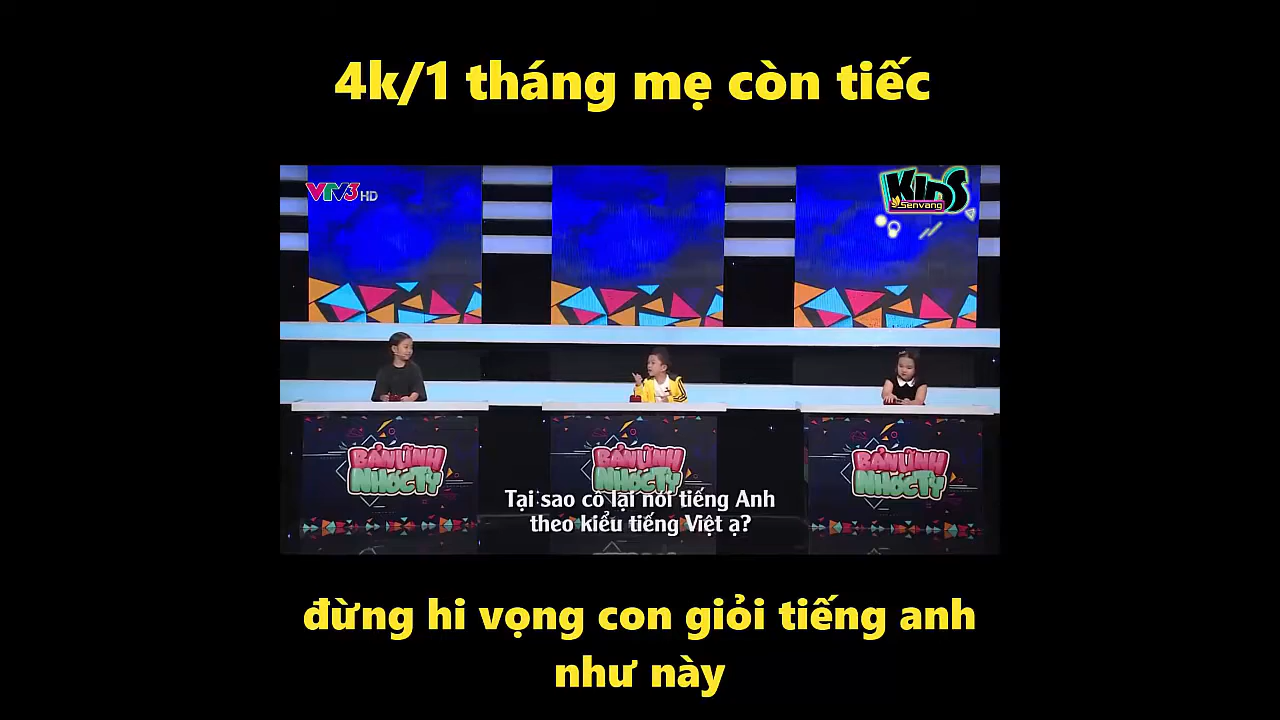 4k/1 tháng mẹ còn tiếc
VTV3 HD
KIDS
Senvang
BẢN LĨNH
NHÓC TỲ
BẢN LĨNH
NHÓC TỲ
BẢN LĨNH
NHÓC TỲ
Tại sao cô lại nói tiếng Anh
theo kiểu tiếng Việt ạ?
đừng hi vọng con giỏi tiếng anh
như này